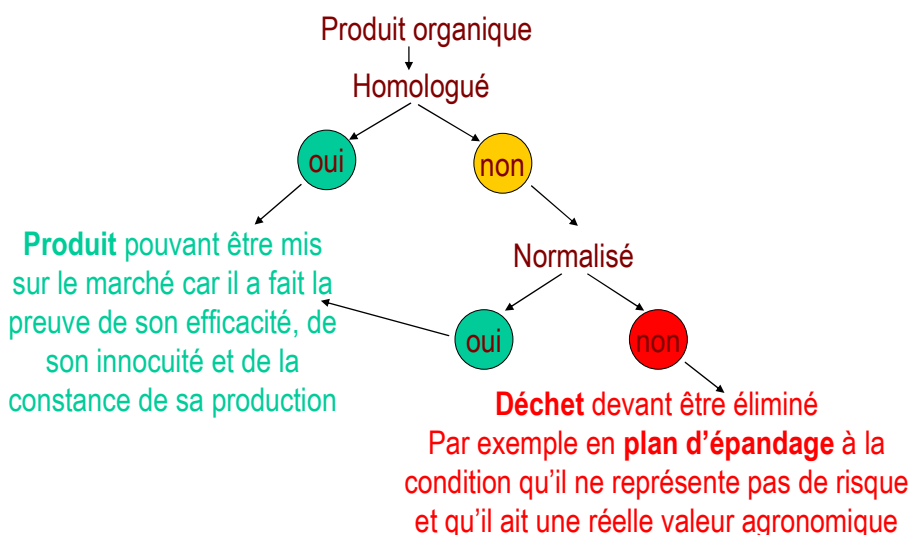 Produit organique
Homologué
oui
non
Produit pouvant être mis
sur le marché car il a fait la
preuve de son efficacité, de
son innocuité et de la
constance de sa production
Normalisé
oui
non
Déchet devant être éliminé
Par exemple en plan d'épandage à la
condition qu'il ne représente pas de risque
et qu'il ait une réelle valeur agronomique